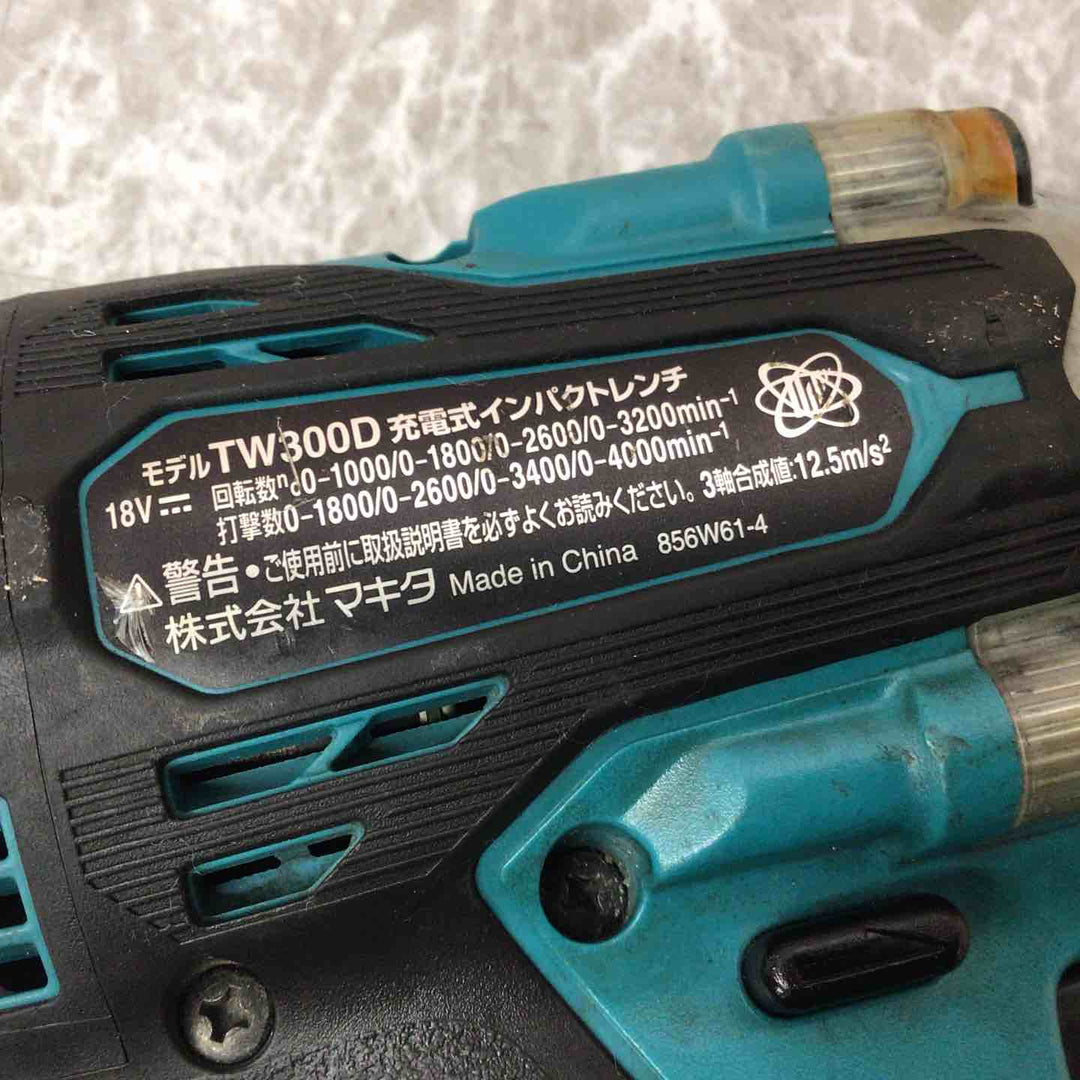 モデル TW300D 充電式インパクトレンチ
18V⎓ 回転数n₀0-1000/0-1800/0-2600/0-3200min⁻¹
打撃数0-1800/0-2600/0-3400/0-4000min⁻¹
⚠警告・ご使用前に取扱説明書を必ずよくお読みください。3軸合成値:12.5m/s²
株式会社マキタ Made in China 856W61-4